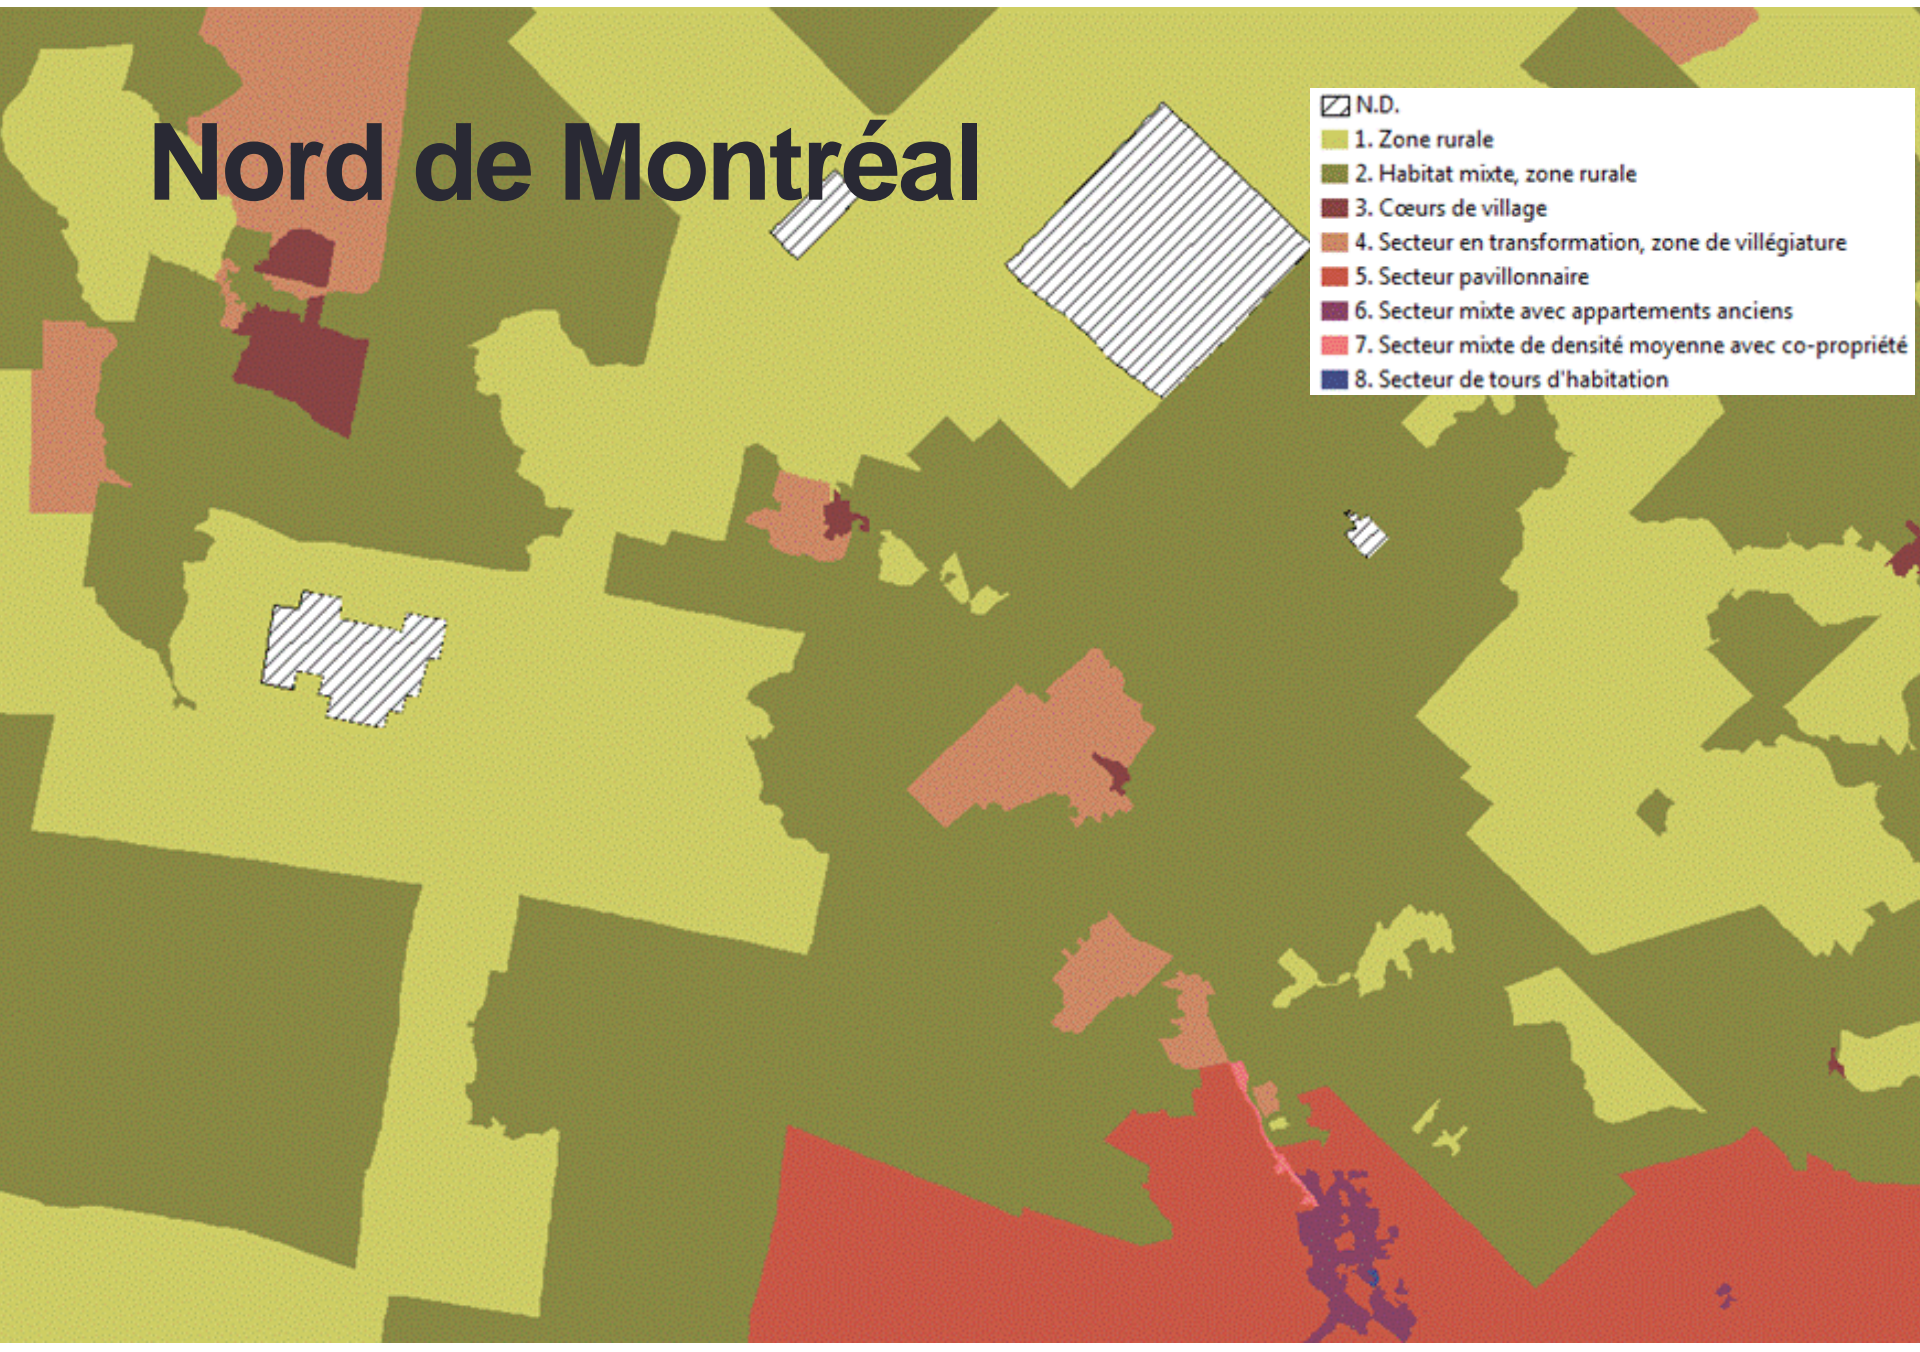 Nord de Montréal
N.D.
1. Zone rurale
2. Habitat mixte, zone rurale
3. Cœurs de village
4. Secteur en transformation, zone de villégiature
5. Secteur pavillonnaire
6. Secteur mixte avec appartements anciens
7. Secteur mixte de densité moyenne avec co-propriété
8. Secteur de tours d'habitation